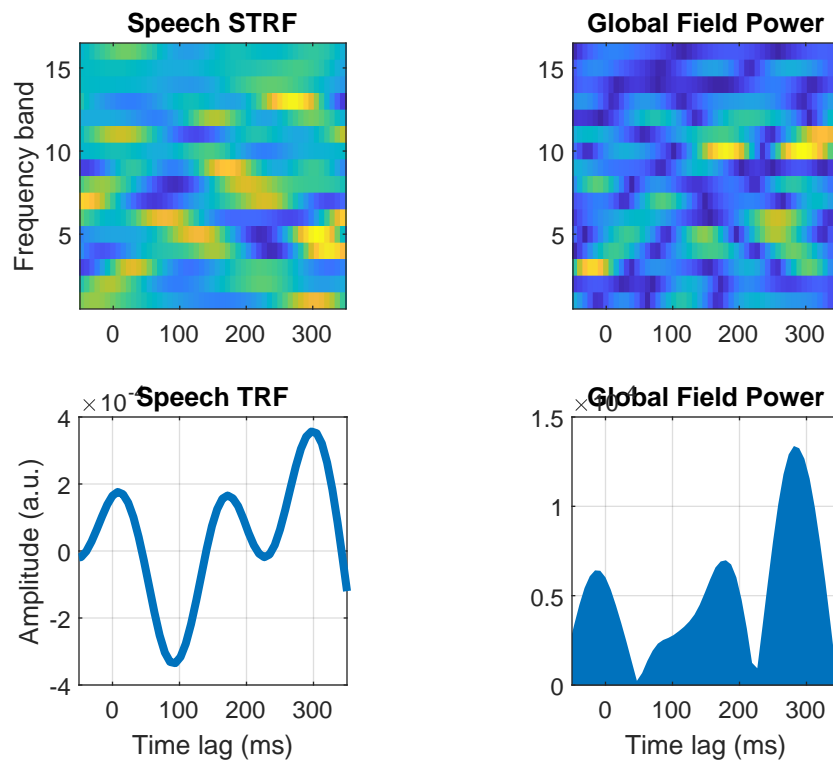 Speech STRF
15
10
5
Frequency band
0 100 200 300
Global Field Power
15
10
5
0 100 200 300
Speech TRF
× 10^-4
4
2
0
-2
-4
Amplitude (a.u.)
0 100 200 300
Time lag (ms)
Global Field Power
1.5
1
0.5
0
0 100 200 300
Time lag (ms)